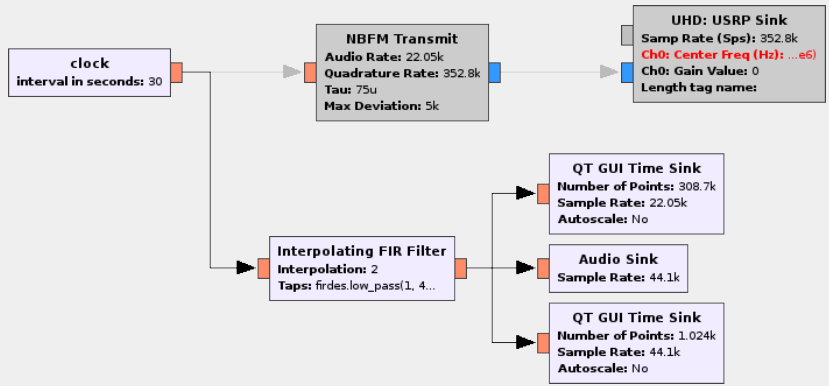 clock
interval in seconds: 30
NBFM Transmit
Audio Rate: 22.05k
Quadrature Rate: 352.8k
Tau: 75u
Max Deviation: 5k
UHD: USRP Sink
Samp Rate (Sps): 352.8k
Ch0: Center Freq (Hz): ...e6)
Ch0: Gain Value: 0
Length tag name:
Interpolating FIR Filter
Interpolation: 2
Taps: firdes.low_pass(1, 4...
QT GUI Time Sink
Number of Points: 308.7k
Sample Rate: 22.05k
Autoscale: No
Audio Sink
Sample Rate: 44.1k
QT GUI Time Sink
Number of Points: 1.024k
Sample Rate: 44.1k
Autoscale: No